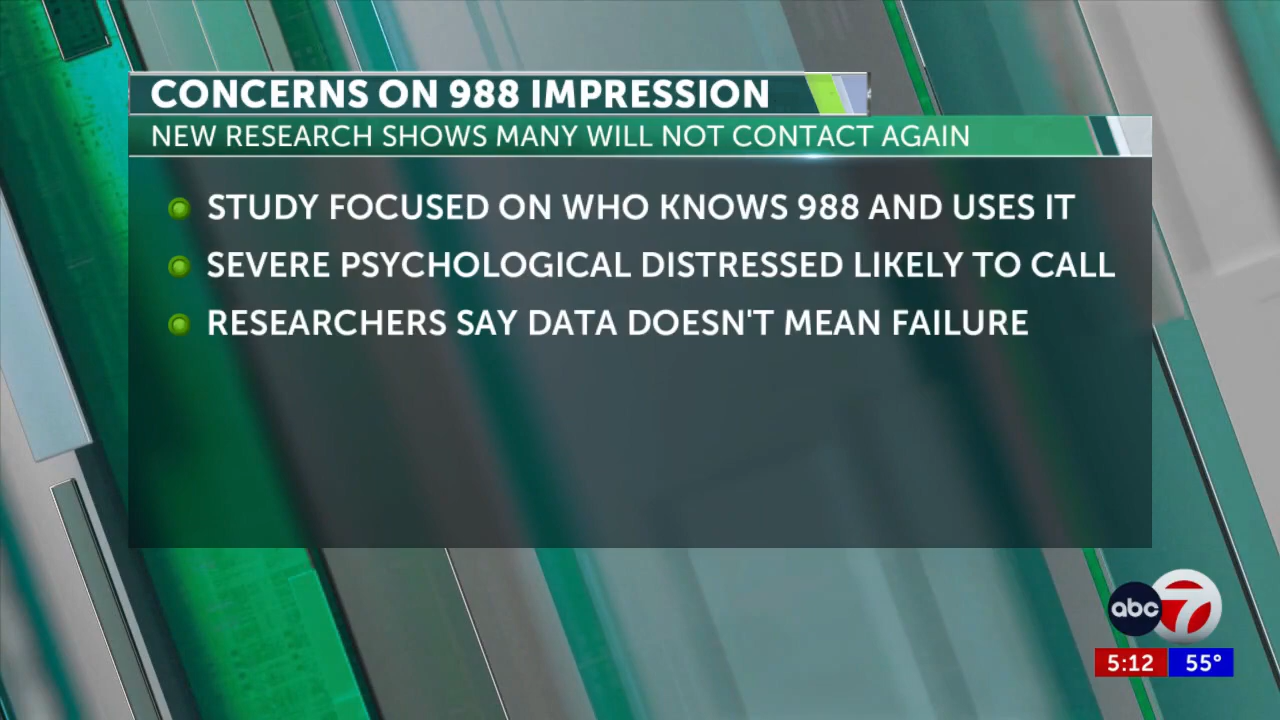 CONCERNS ON 988 IMPRESSION
NEW RESEARCH SHOWS MANY WILL NOT CONTACT AGAIN
STUDY FOCUSED ON WHO KNOWS 988 AND USES IT
SEVERE PSYCHOLOGICAL DISTRESSED LIKELY TO CALL
RESEARCHERS SAY DATA DOESN'T MEAN FAILURE
abc 7
5:12 55°